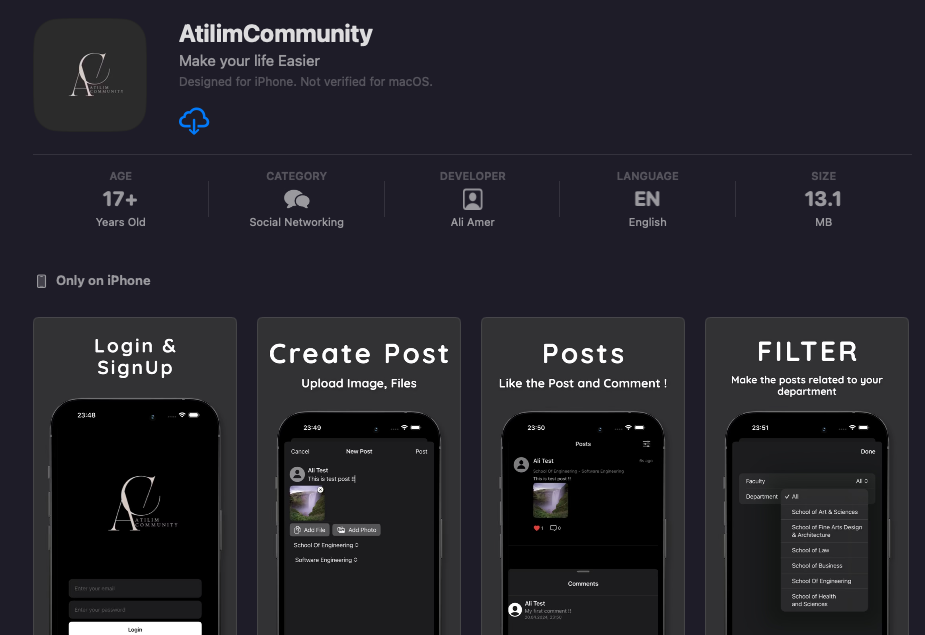 AtilimCommunity
Make your life Easier
Designed for iPhone. Not verified for macOS.
ATILIM
COMMUNITY
AGE
17+
Years Old
CATEGORY
Social Networking
DEVELOPER
Ali Amer
LANGUAGE
EN
English
SIZE
13.1
MB
Only on iPhone
Login &
SignUp
23:48
ATILIM
COMMUNITY
Enter your email
Enter your password
Login
Create Post
Upload Image, Files
23:49
Cancel New Post Post
Ali Test
This is test post !!
Add File Add Photo
School Of Engineering
Software Engineering
Posts
Like the Post and Comment !
23:50
Posts
Ali Test
School Of Engineering - Software Engineering
This is test post !!
1 0
Comments
Ali Test
My first comment !!
FILTER
Make the posts related to your
department
23:51
Done
Faculty All
Department ✓ All
School of Art & Sciences
School of Fine Arts Design
& Architecture
School of Law
School of Business
School Of Engineering
School of Health
and Sciences